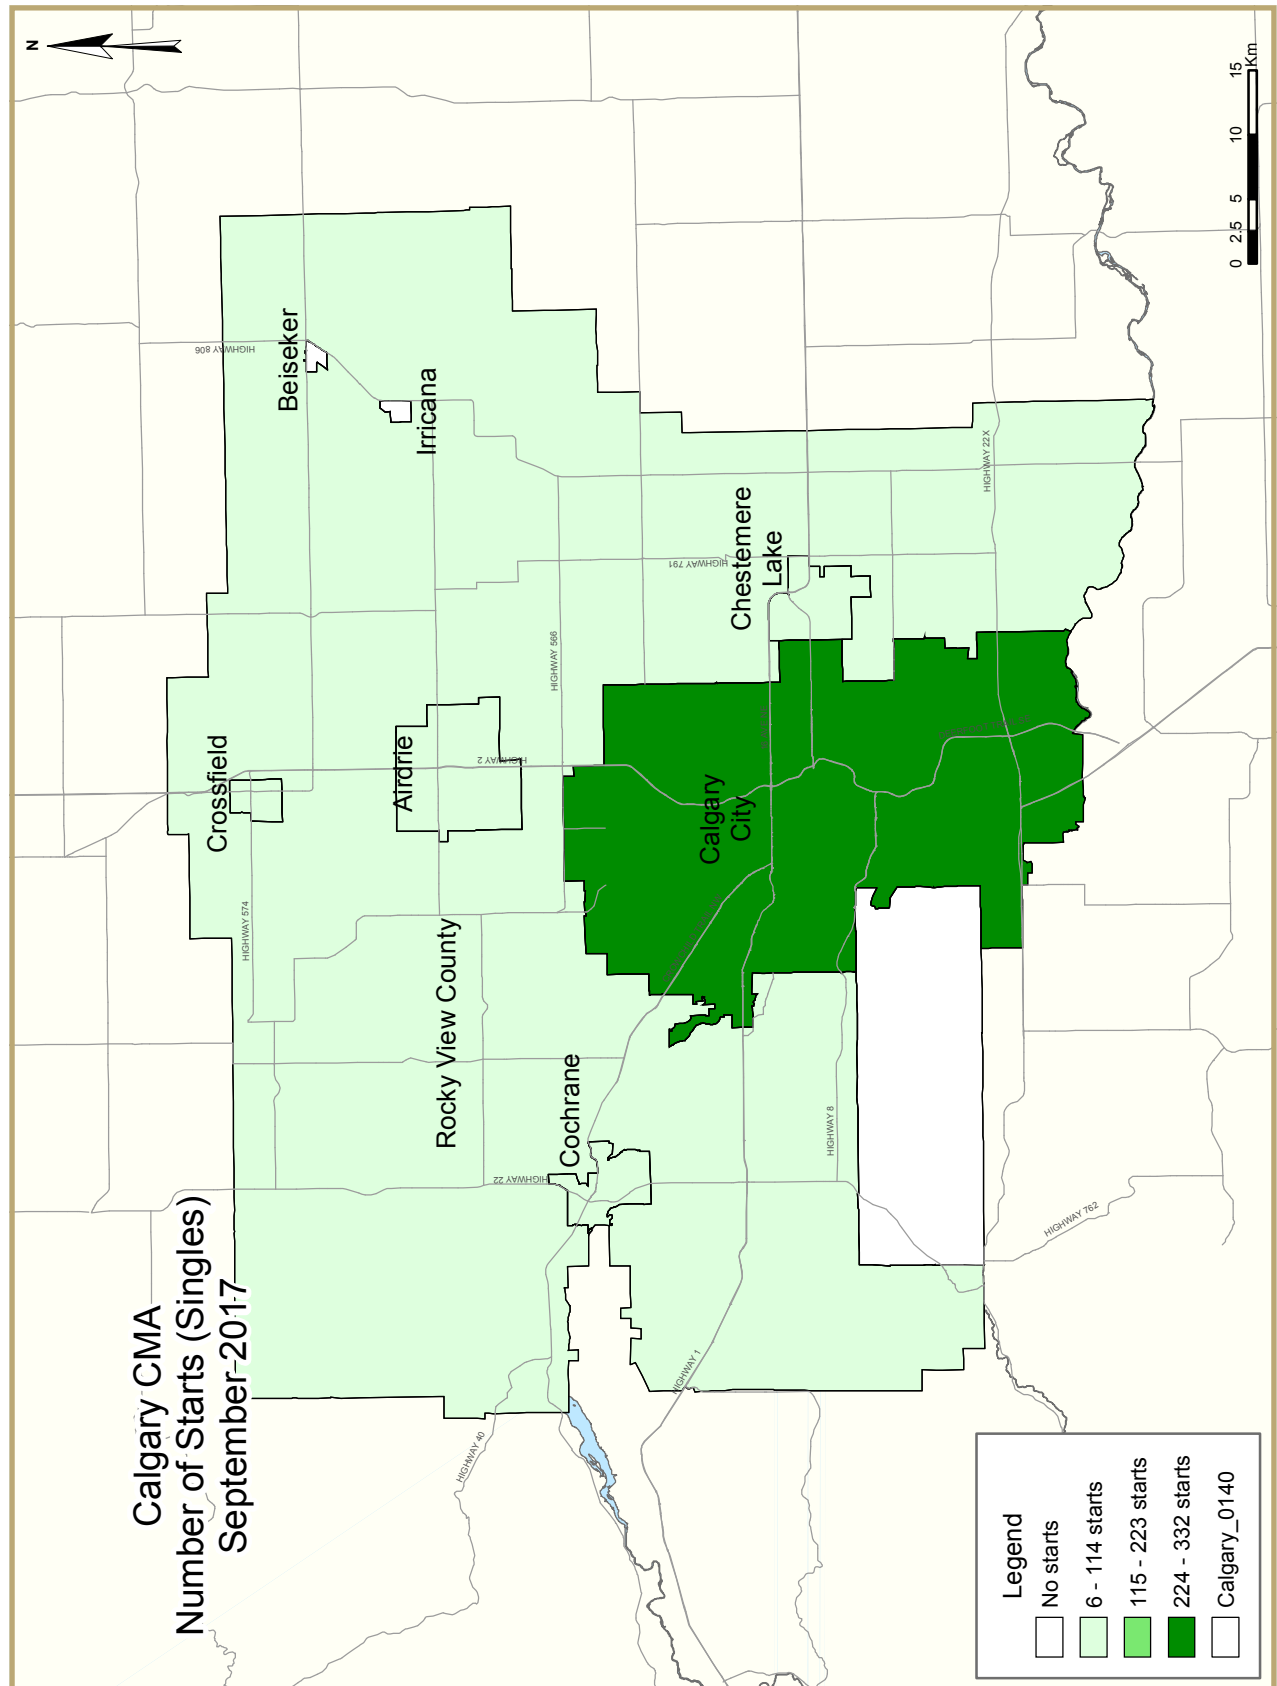 Calgary CMA
Number of Starts (Singles)
September 2017
N
Beiseker
Irricana
Crossfield
Airdrie
Rocky View County
Cochrane
Chestemere
Lake
Calgary
City
HIGHWAY 806
HIGHWAY 574
HIGHWAY 2
HIGHWAY 566
HIGHWAY 791
HIGHWAY 22X
HIGHWAY 22
HIGHWAY 8
HIGHWAY 1
HIGHWAY 40
HIGHWAY 762
Legend
No starts
6 - 114 starts
115 - 223 starts
224 - 332 starts
Calgary_0140
0 2.5 5 10 15
Km